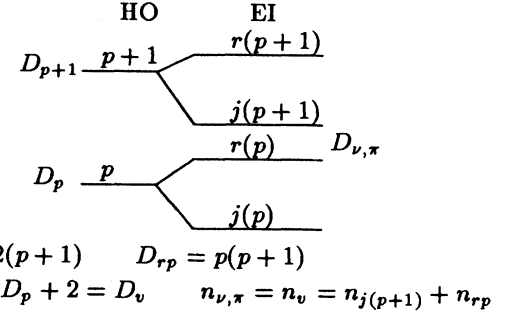 HO EI
r(p + 1)
D_{p+1} p + 1
j(p + 1)
r(p) D_{ν,π}
D_p p
j(p)
2(p + 1) D_{rp} = p(p + 1)
D_p + 2 = D_v n_{ν,π} = n_v = n_{j(p+1)} + n_{rp}